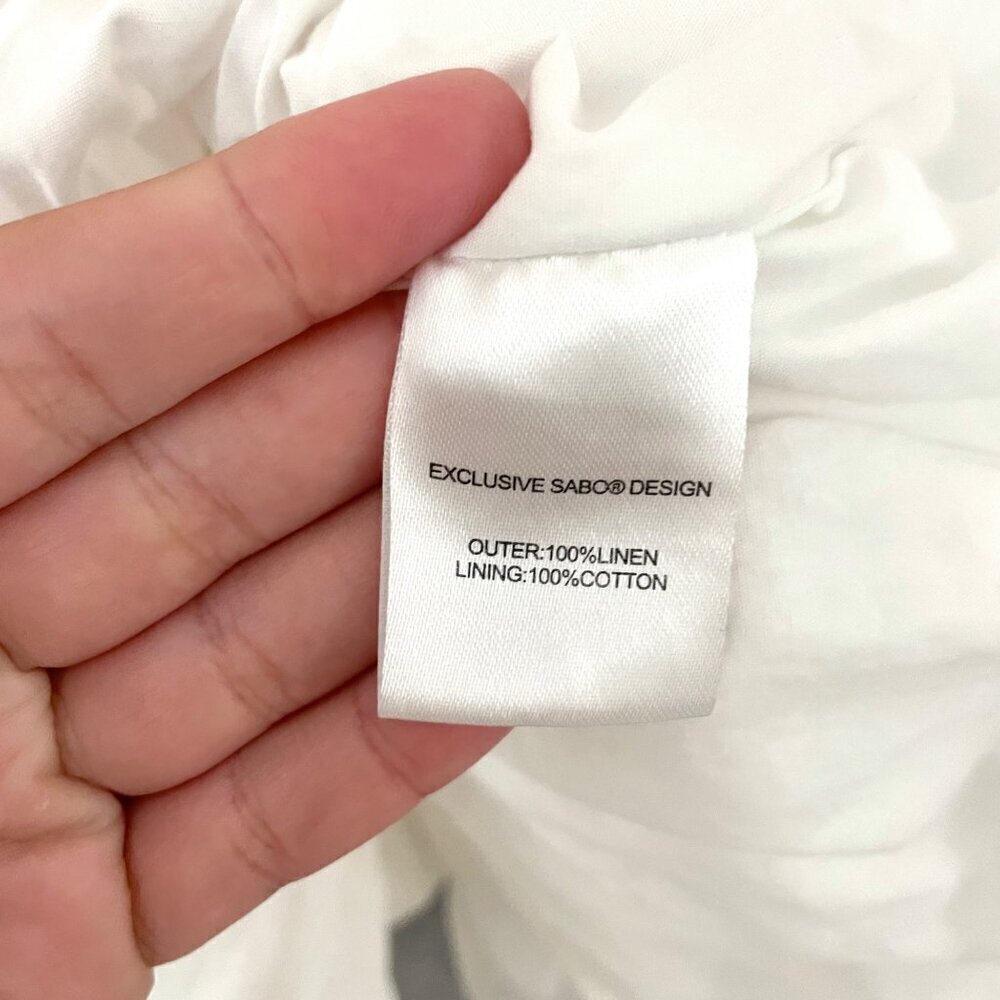 EXCLUSIVE SABO® DESIGN
OUTER:100%LINEN
LINING:100%COTTON